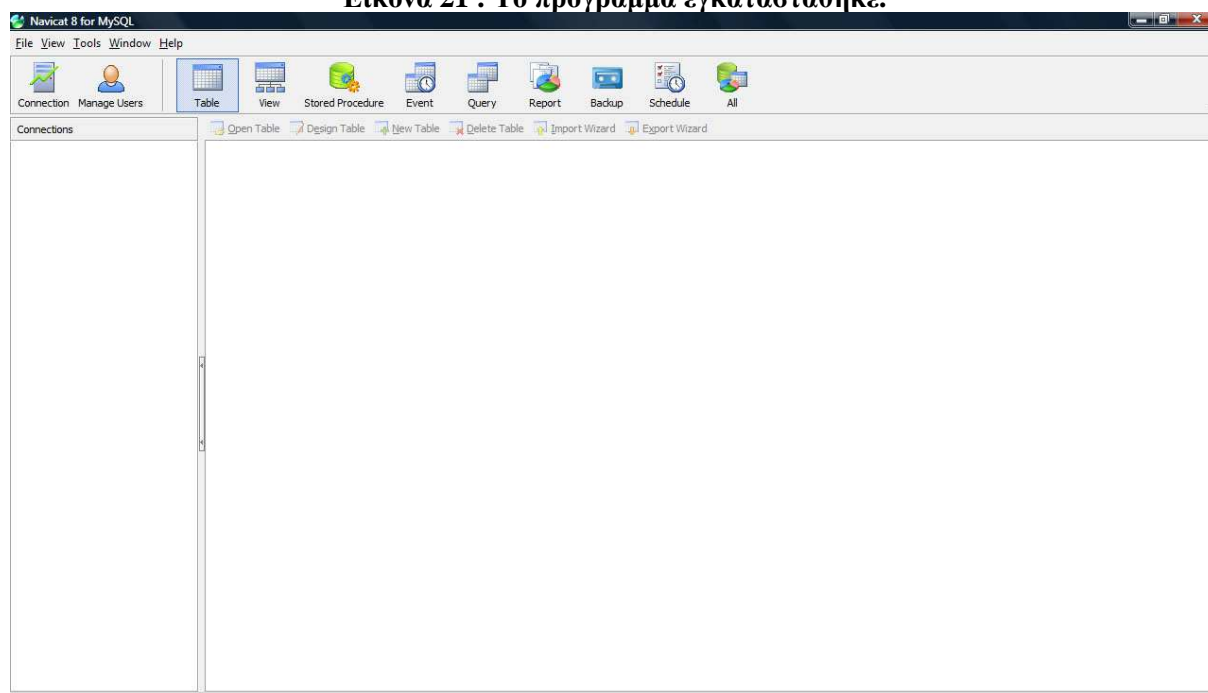 Εικόνα 21 : Το πρόγραμμα εγκαταστάθηκε.
Navicat 8 for MySQL
File View Tools Window Help
Connection Manage Users Table View Stored Procedure Event Query Report Backup Schedule All
Connections Open Table Design Table New Table Delete Table Import Wizard Export Wizard